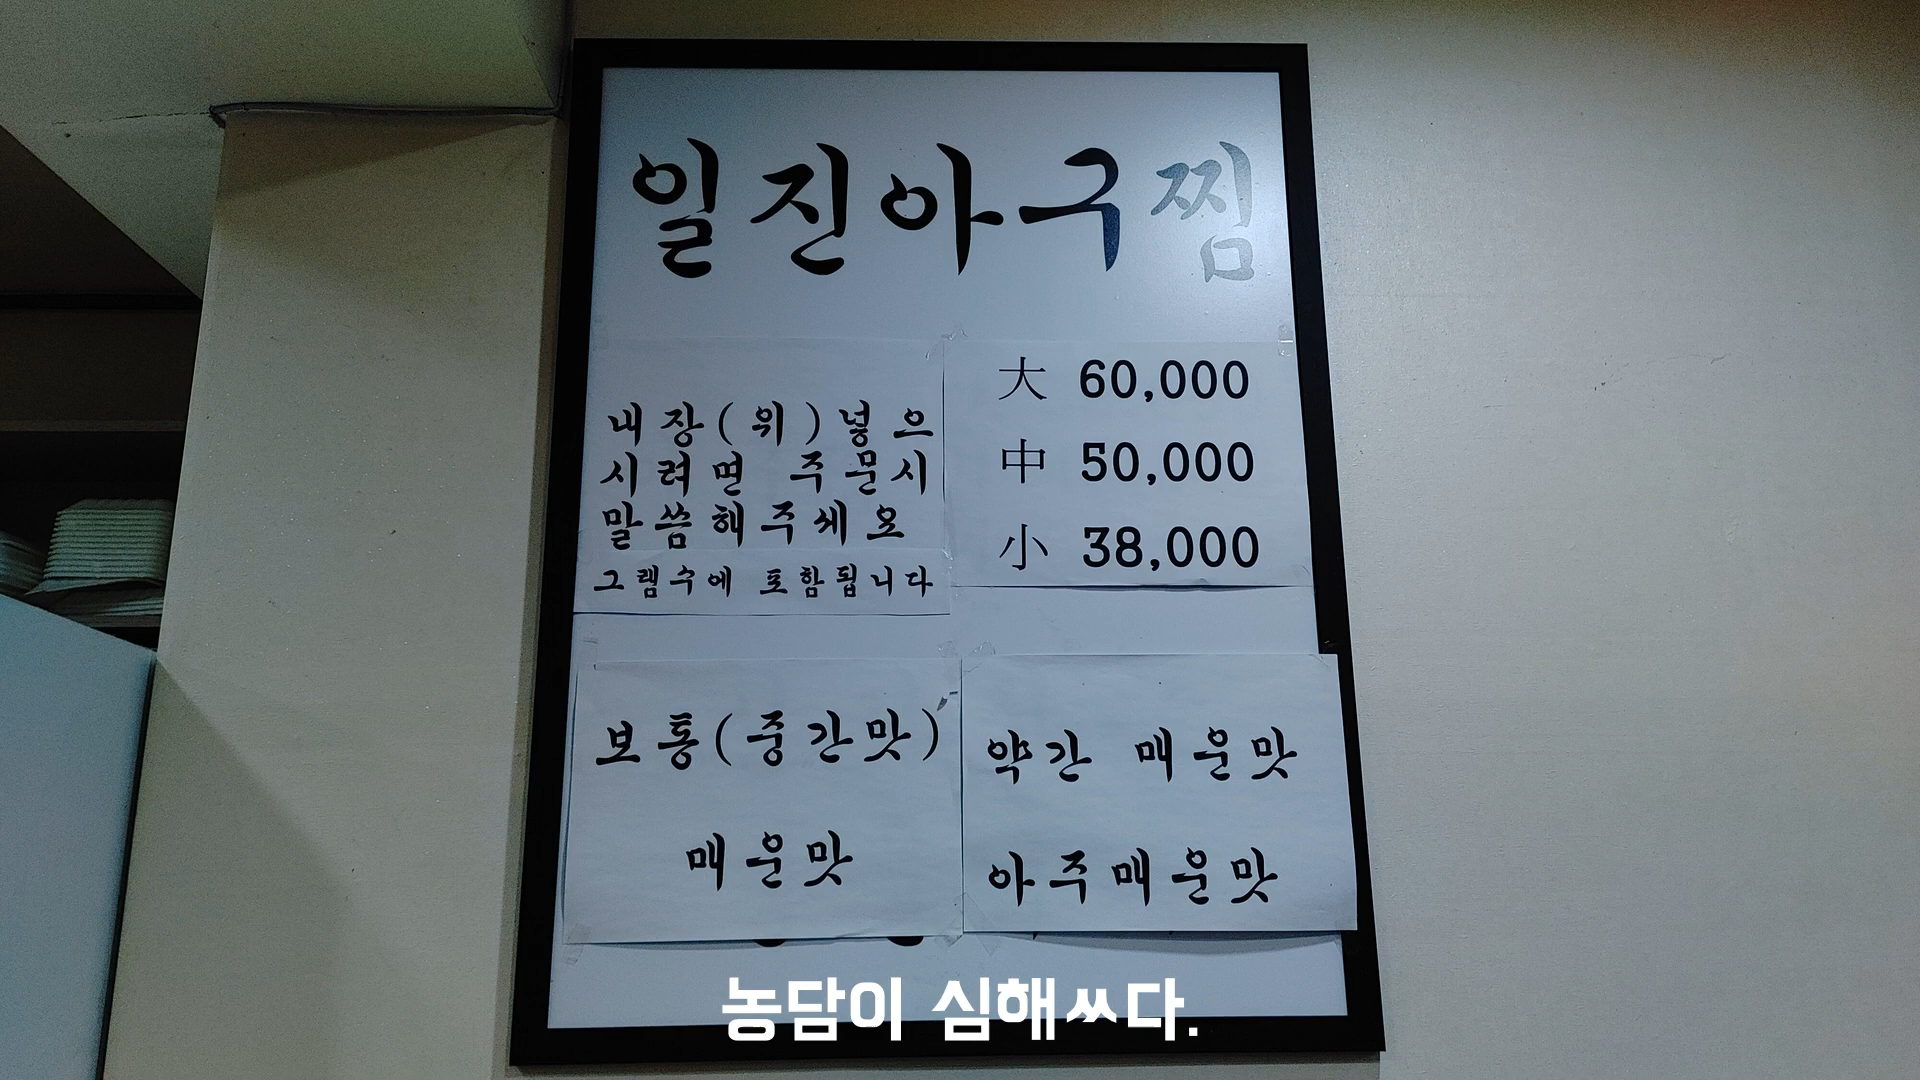 일진아구찜
내장(위)넣으
시려면 주문시
말씀해주세요
그램수에 포함됩니다
大 60,000
中 50,000
小 38,000
보통(중간맛)
매운맛
약간 매운맛
아주매운맛
농담이 심해ㅆ다.